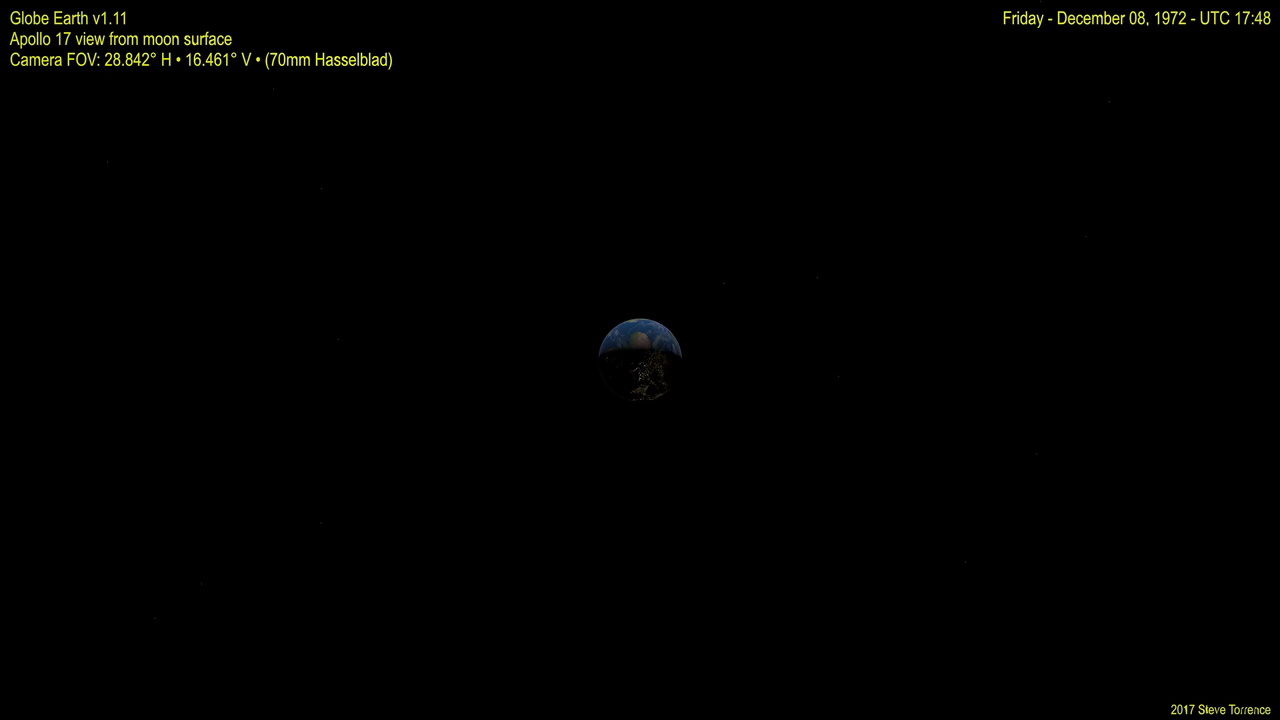 Globe Earth v1.11
Friday - December 08, 1972 - UTC 17:48
Apollo 17 view from moon surface
Camera FOV: 28.842° H • 16.461° V • (70mm Hasselblad)
2017 Steve Torrence